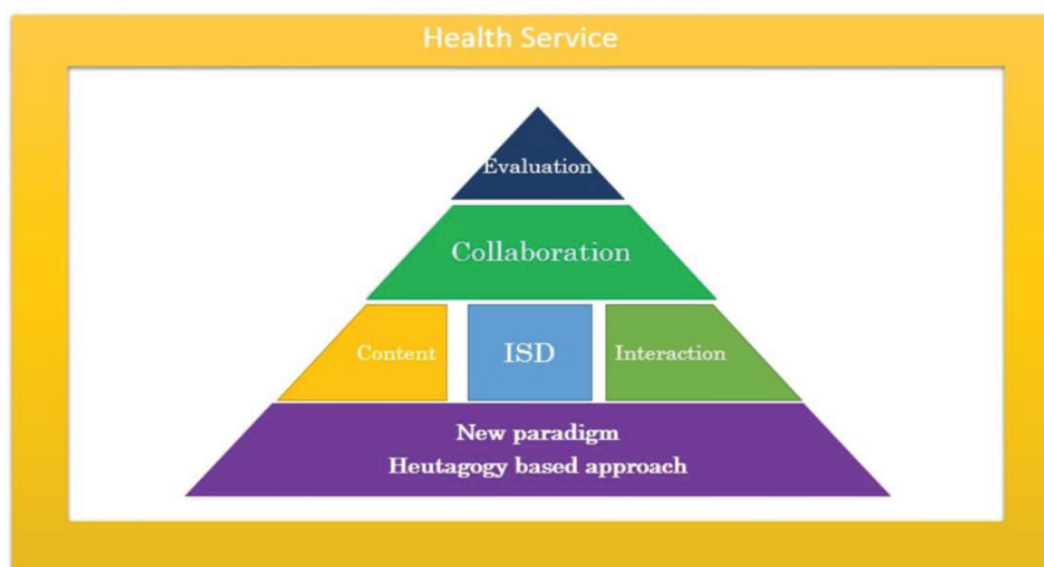 Health Service
Evaluation
Collaboration
Content
ISD
Interaction
New paradigm
Heutagogy based approach